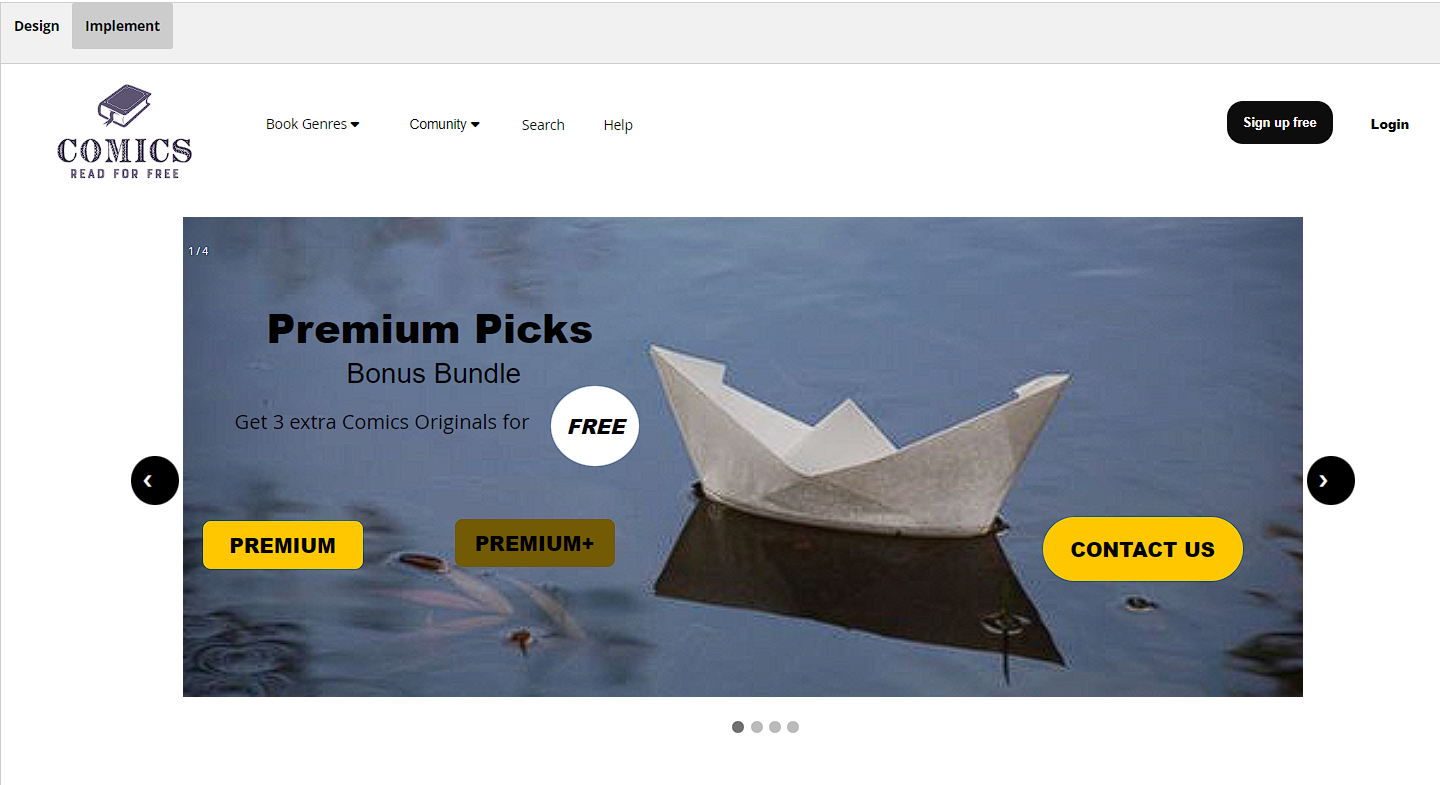 Design Implement
COMICS
READ FOR FREE
Book Genres Comunity Search Help Sign up free Login
1 / 4
Premium Picks
Bonus Bundle
Get 3 extra Comics Originals for FREE
‹ ›
PREMIUM PREMIUM+ CONTACT US